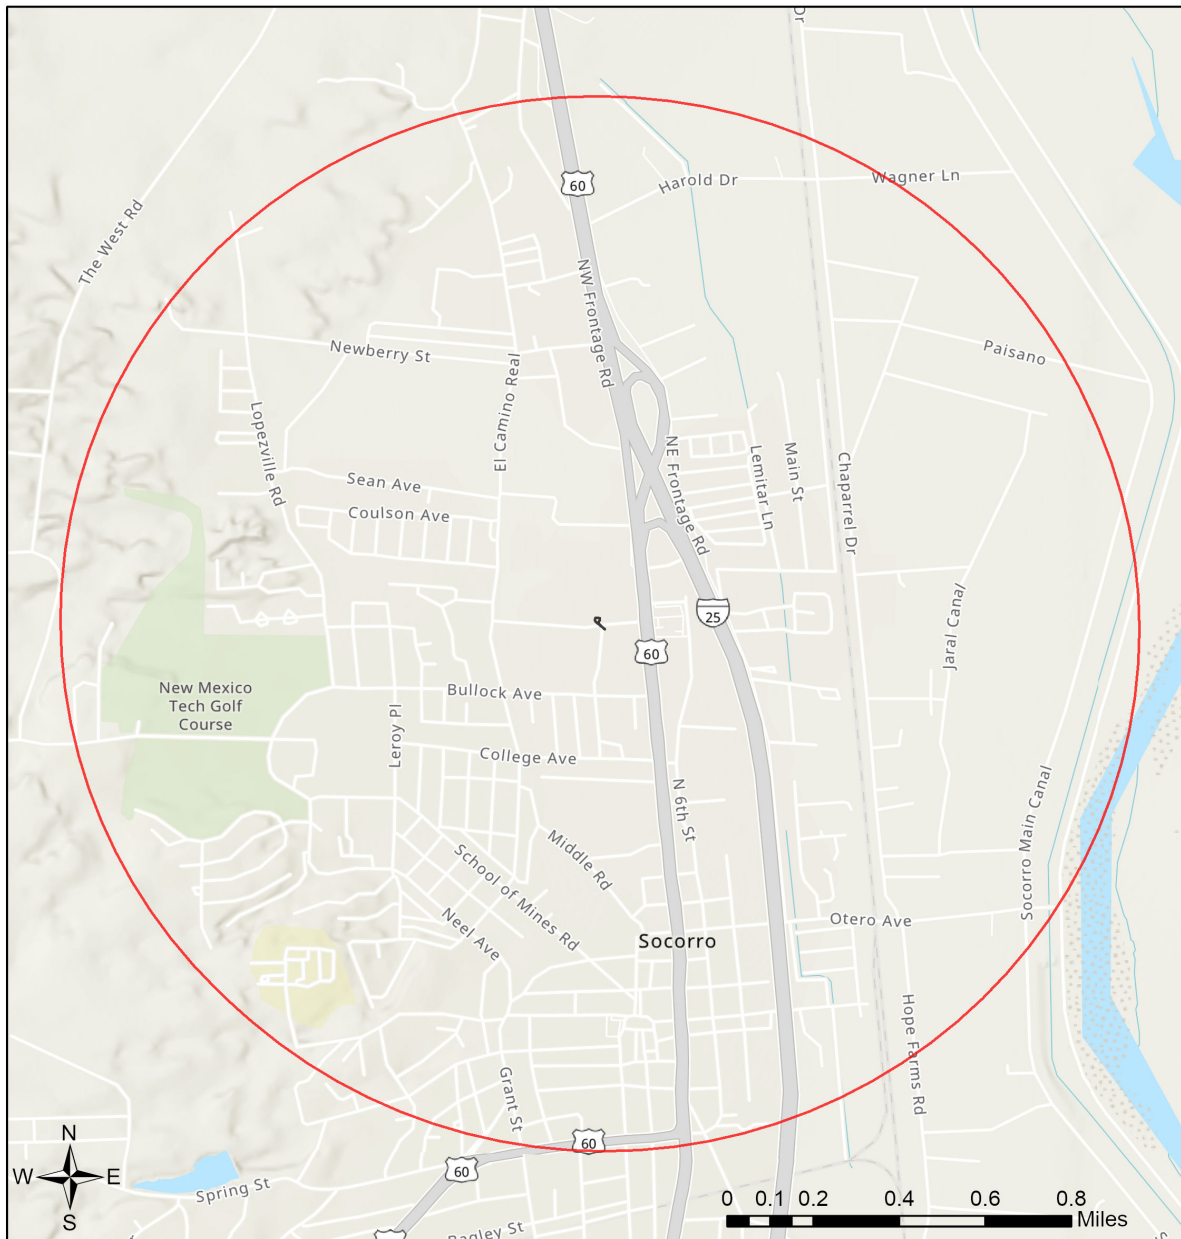 Dr
60
Harold Dr
Wagner Ln
The West Rd
NW Frontage Rd
Newberry St
Paisano
El Camino Real
Lopezville Rd
NE Frontage Rd
Lemitar Ln
Main St
Chaparrel Dr
Sean Ave
Coulson Ave
25
Jaral Canal
60
New Mexico
Tech Golf
Course
Bullock Ave
Leroy Pl
College Ave
N 6th St
Socorro Main Canal
Middle Rd
School of Mines Rd
Neel Ave
Otero Ave
Socorro
Hope Farms Rd
Grant St
60
60
Spring St
Bagley St
N
W
E
S
0 0.1 0.2 0.4 0.6 0.8
Miles